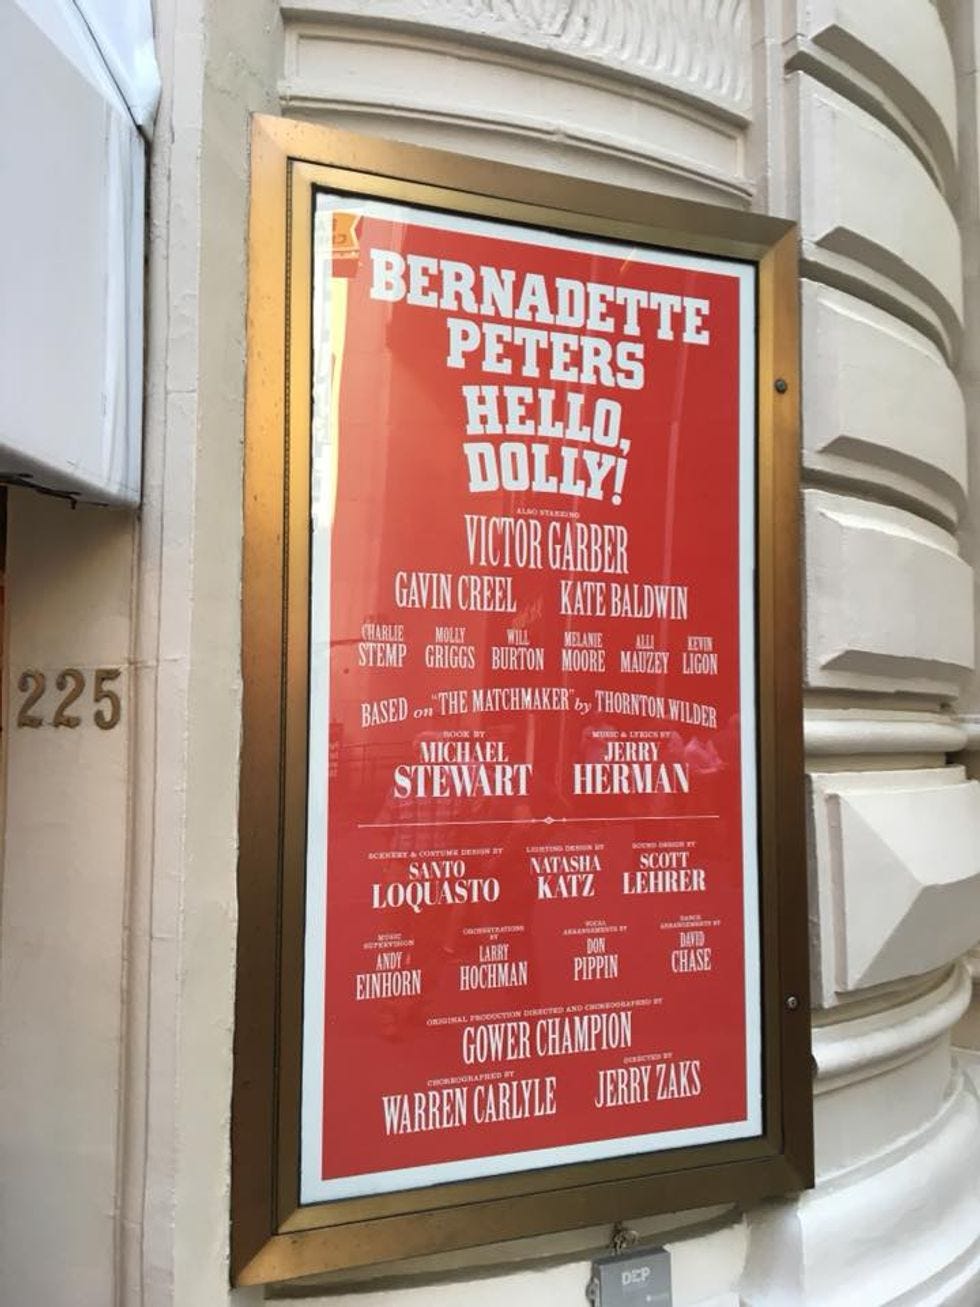 BERNADETTE
PETERS
HELLO,
DOLLY!
ALSO STARRING
VICTOR GARBER
GAVIN CREEL KATE BALDWIN
CHARLIE STEMP
MOLLY GRIGGS
WILL BURTON
MELANIE MOORE
ALLI MAUZEY
KEVIN LIGON
BASED on "THE MATCHMAKER" by THORNTON WILDER
BOOK BY
MICHAEL
STEWART
MUSIC & LYRICS BY
JERRY
HERMAN
SCENERY & COSTUME DESIGN BY
SANTO
LOQUASTO
LIGHTING DESIGN BY
NATASHA
KATZ
SOUND DESIGN BY
SCOTT
LEHRER
MUSIC
SUPERVISION
ANDY
EINHORN
ORCHESTRATIONS
BY
LARRY
HOCHMAN
VOCAL
ARRANGEMENTS BY
DON
PIPPIN
DANCE
ARRANGEMENTS BY
DAVID
CHASE
ORIGINAL PRODUCTION DIRECTED AND CHOREOGRAPHED BY
GOWER CHAMPION
CHOREOGRAPHED BY
WARREN CARLYLE
DIRECTED BY
JERRY ZAKS
225
DEP